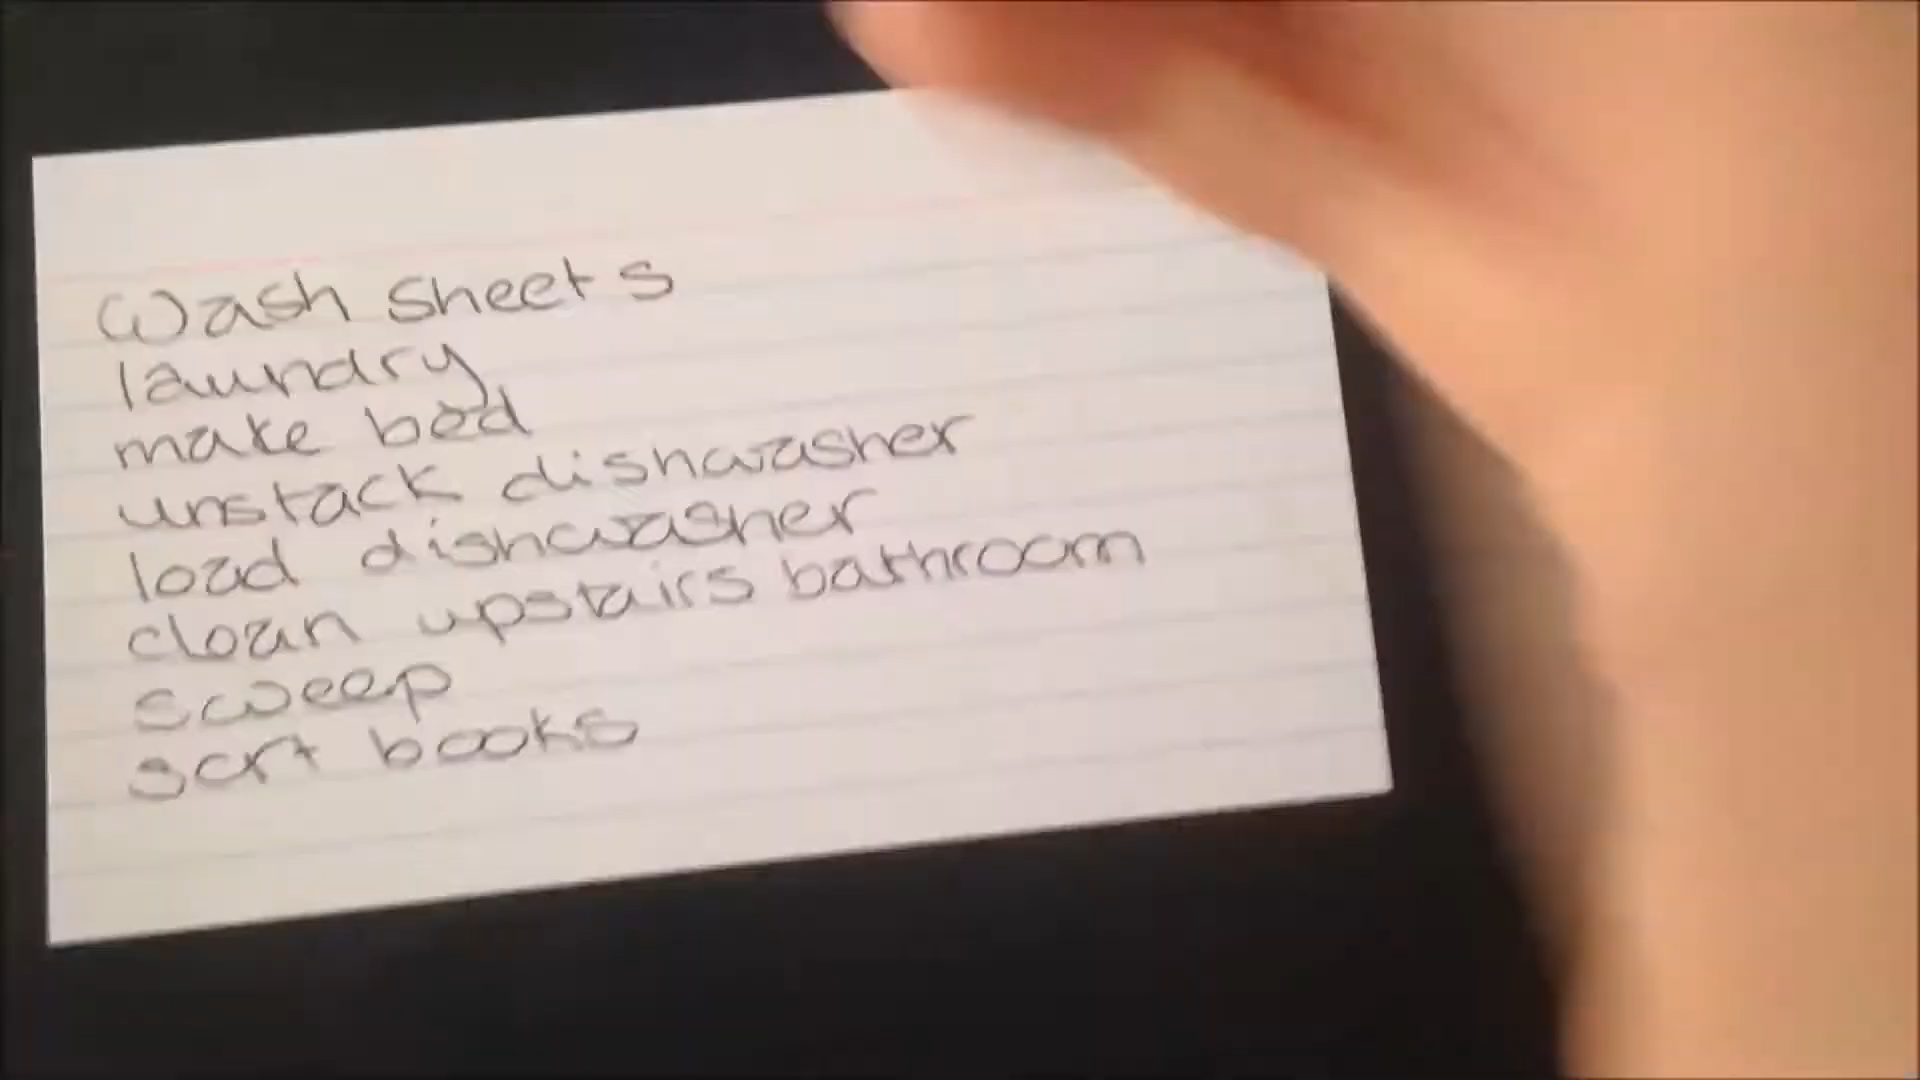 Wash sheets
laundry
make bed
unstack dishwasher
load dishwasher
clean upstairs bathroom
sweep
sort books